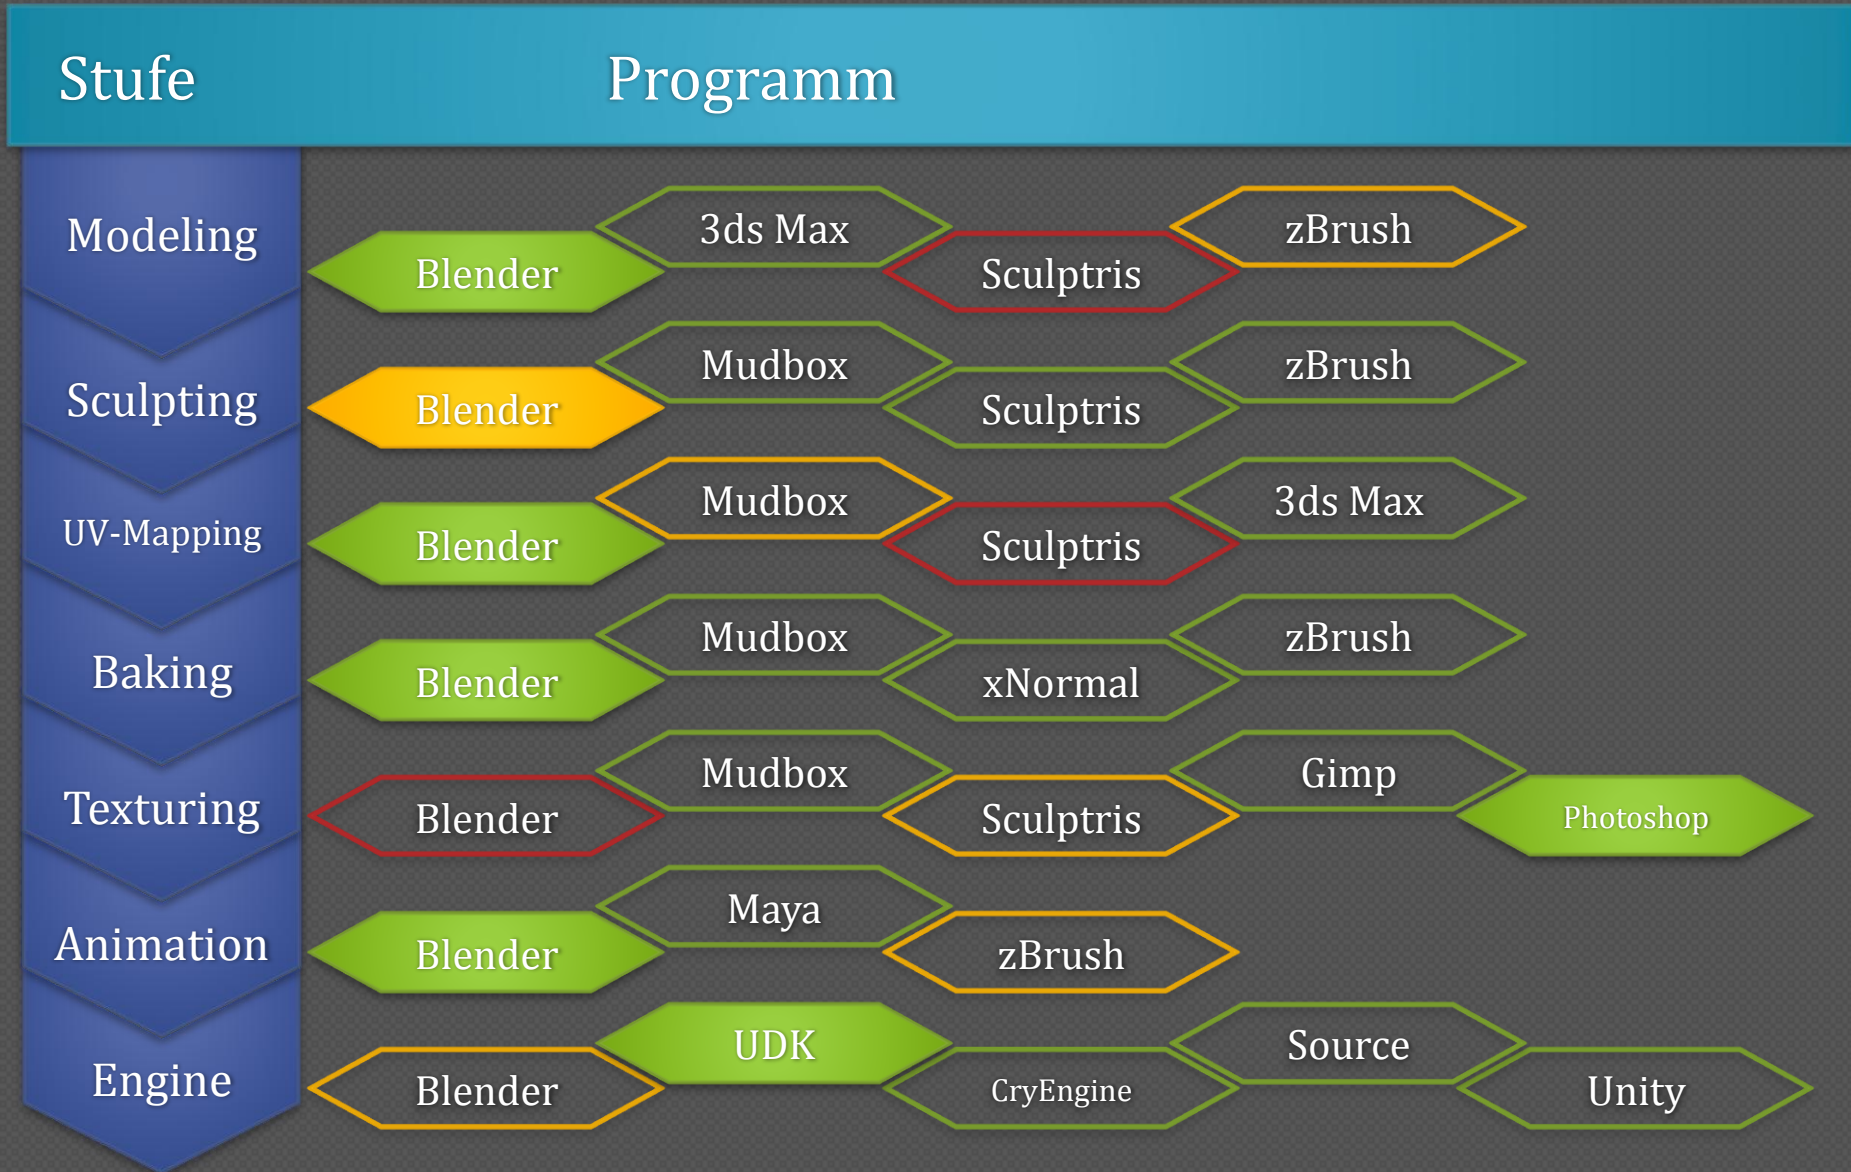 Stufe Programm
Modeling
Blender
3ds Max
Sculptris
zBrush
Sculpting
Blender
Mudbox
Sculptris
zBrush
UV-Mapping
Blender
Mudbox
Sculptris
3ds Max
Baking
Blender
Mudbox
xNormal
zBrush
Texturing
Blender
Mudbox
Sculptris
Gimp
Photoshop
Animation
Blender
Maya
zBrush
Engine
Blender
UDK
CryEngine
Source
Unity